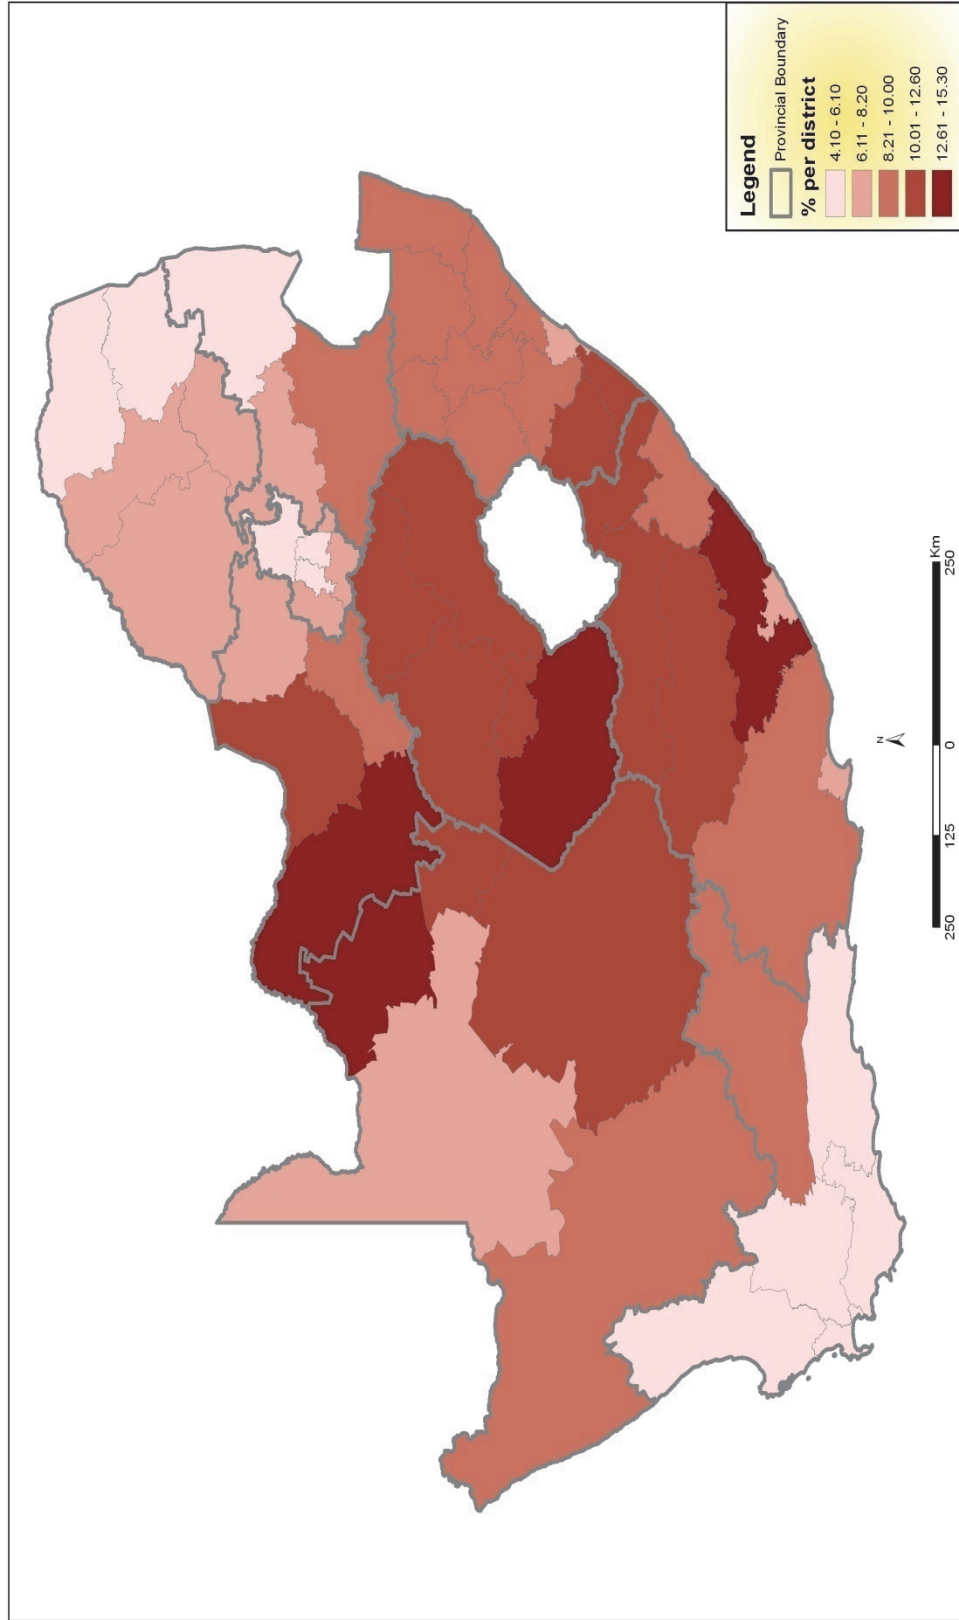 Legend
Provincial Boundary
% per district
4.10 - 6.10
6.11 - 8.20
8.21 - 10.00
10.01 - 12.60
12.61 - 15.30
N
250 125 0 250
Km